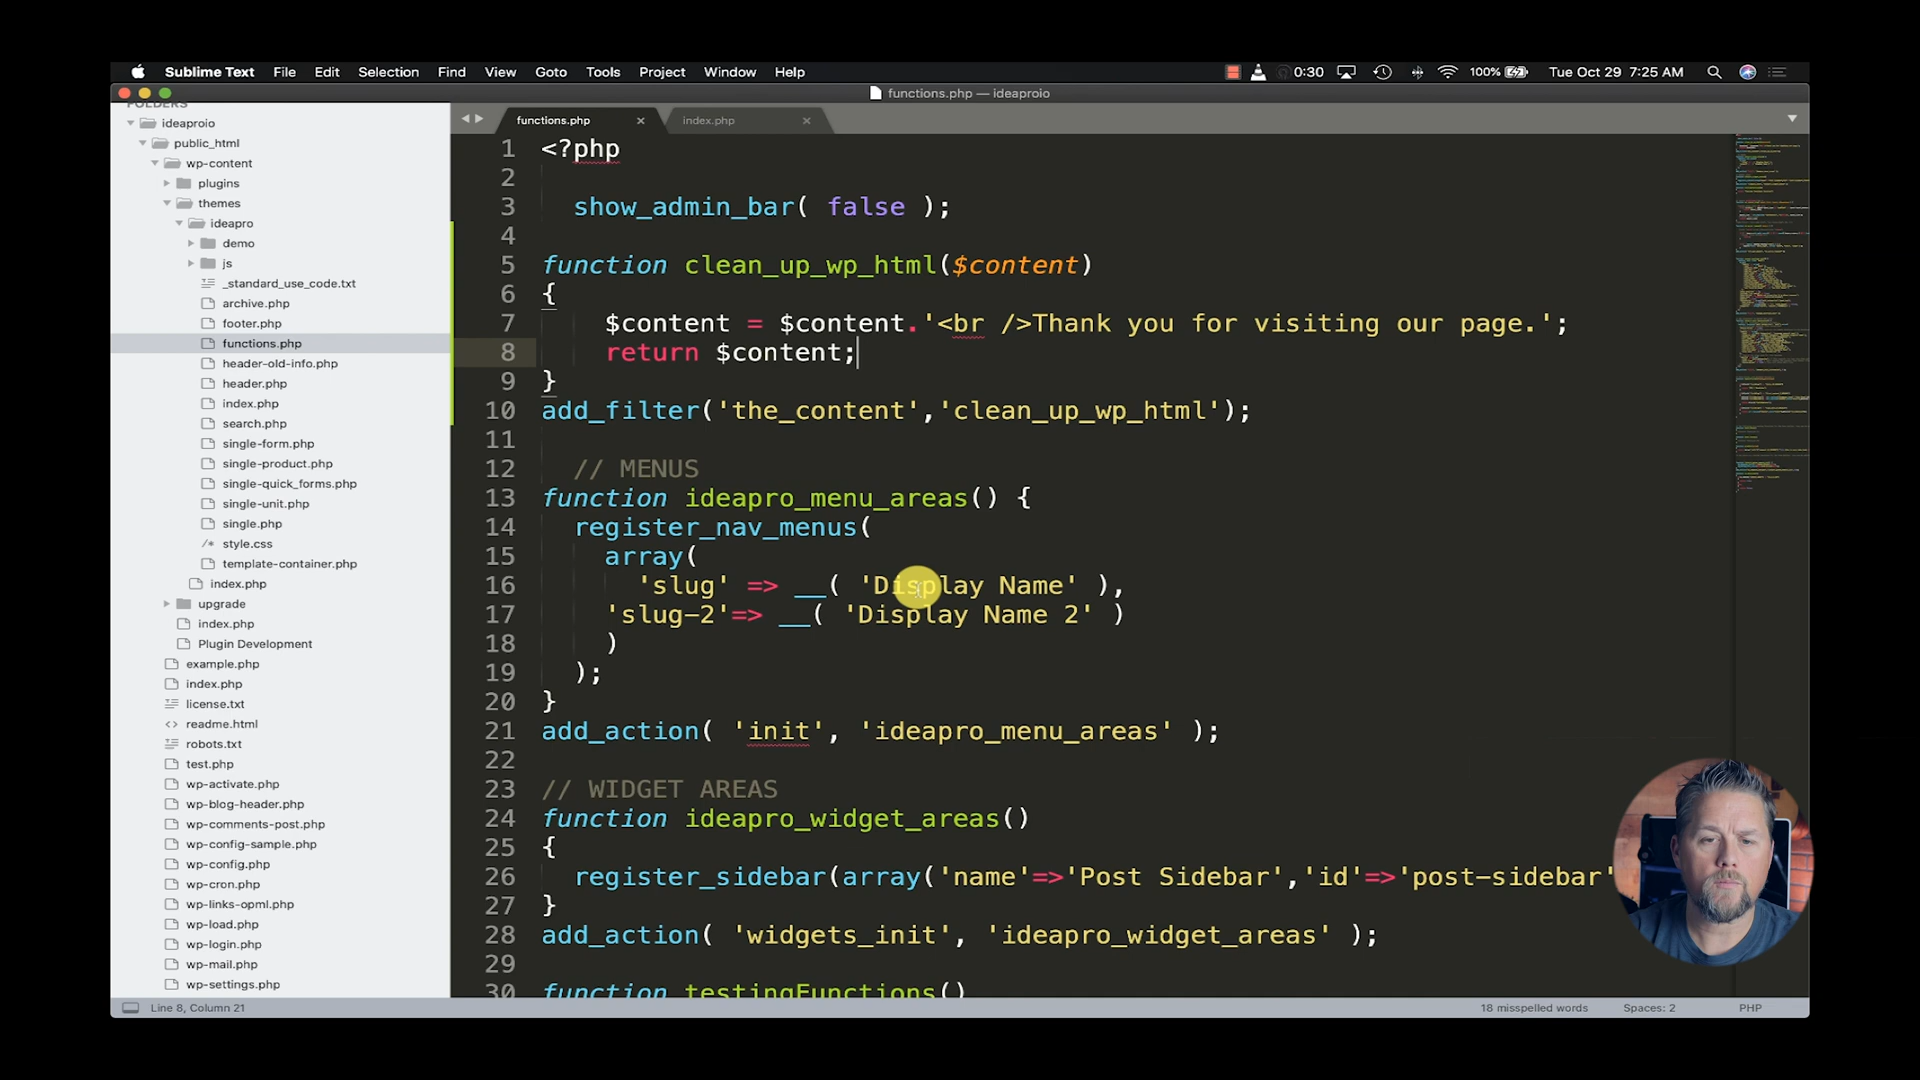 Sublime Text File Edit Selection Find View Goto Tools Project Window Help 0:30 100% Tue Oct 29 7:25 AM
functions.php — ideaproio
FOLDERS
ideaproio
public_html
wp-content
plugins
themes
ideapro
demo
js
_standard_use_code.txt
archive.php
footer.php
functions.php
header-old-info.php
header.php
index.php
search.php
single-form.php
single-product.php
single-quick_forms.php
single-unit.php
single.php
style.css
template-container.php
index.php
upgrade
index.php
Plugin Development
example.php
index.php
license.txt
readme.html
robots.txt
test.php
wp-activate.php
wp-blog-header.php
wp-comments-post.php
wp-config-sample.php
wp-config.php
wp-cron.php
wp-links-opml.php
wp-load.php
wp-login.php
wp-mail.php
wp-settings.php
functions.php index.php
1 <?php
2
3 show_admin_bar( false );
4
5 function clean_up_wp_html($content)
6 {
7 $content = $content.'<br />Thank you for visiting our page.';
8 return $content;
9 }
10 add_filter('the_content','clean_up_wp_html');
11
12 // MENUS
13 function ideapro_menu_areas() {
14 register_nav_menus(
15 array(
16 'slug' => __( 'Display Name' ),
17 'slug-2'=> __( 'Display Name 2' )
18 )
19 );
20 }
21 add_action( 'init', 'ideapro_menu_areas' );
22
23 // WIDGET AREAS
24 function ideapro_widget_areas()
25 {
26 register_sidebar(array('name'=>'Post Sidebar','id'=>'post-sidebar'
27 }
28 add_action( 'widgets_init', 'ideapro_widget_areas' );
29
30 function testingFunctions()
Line 8, Column 21 18 misspelled words Spaces: 2 PHP